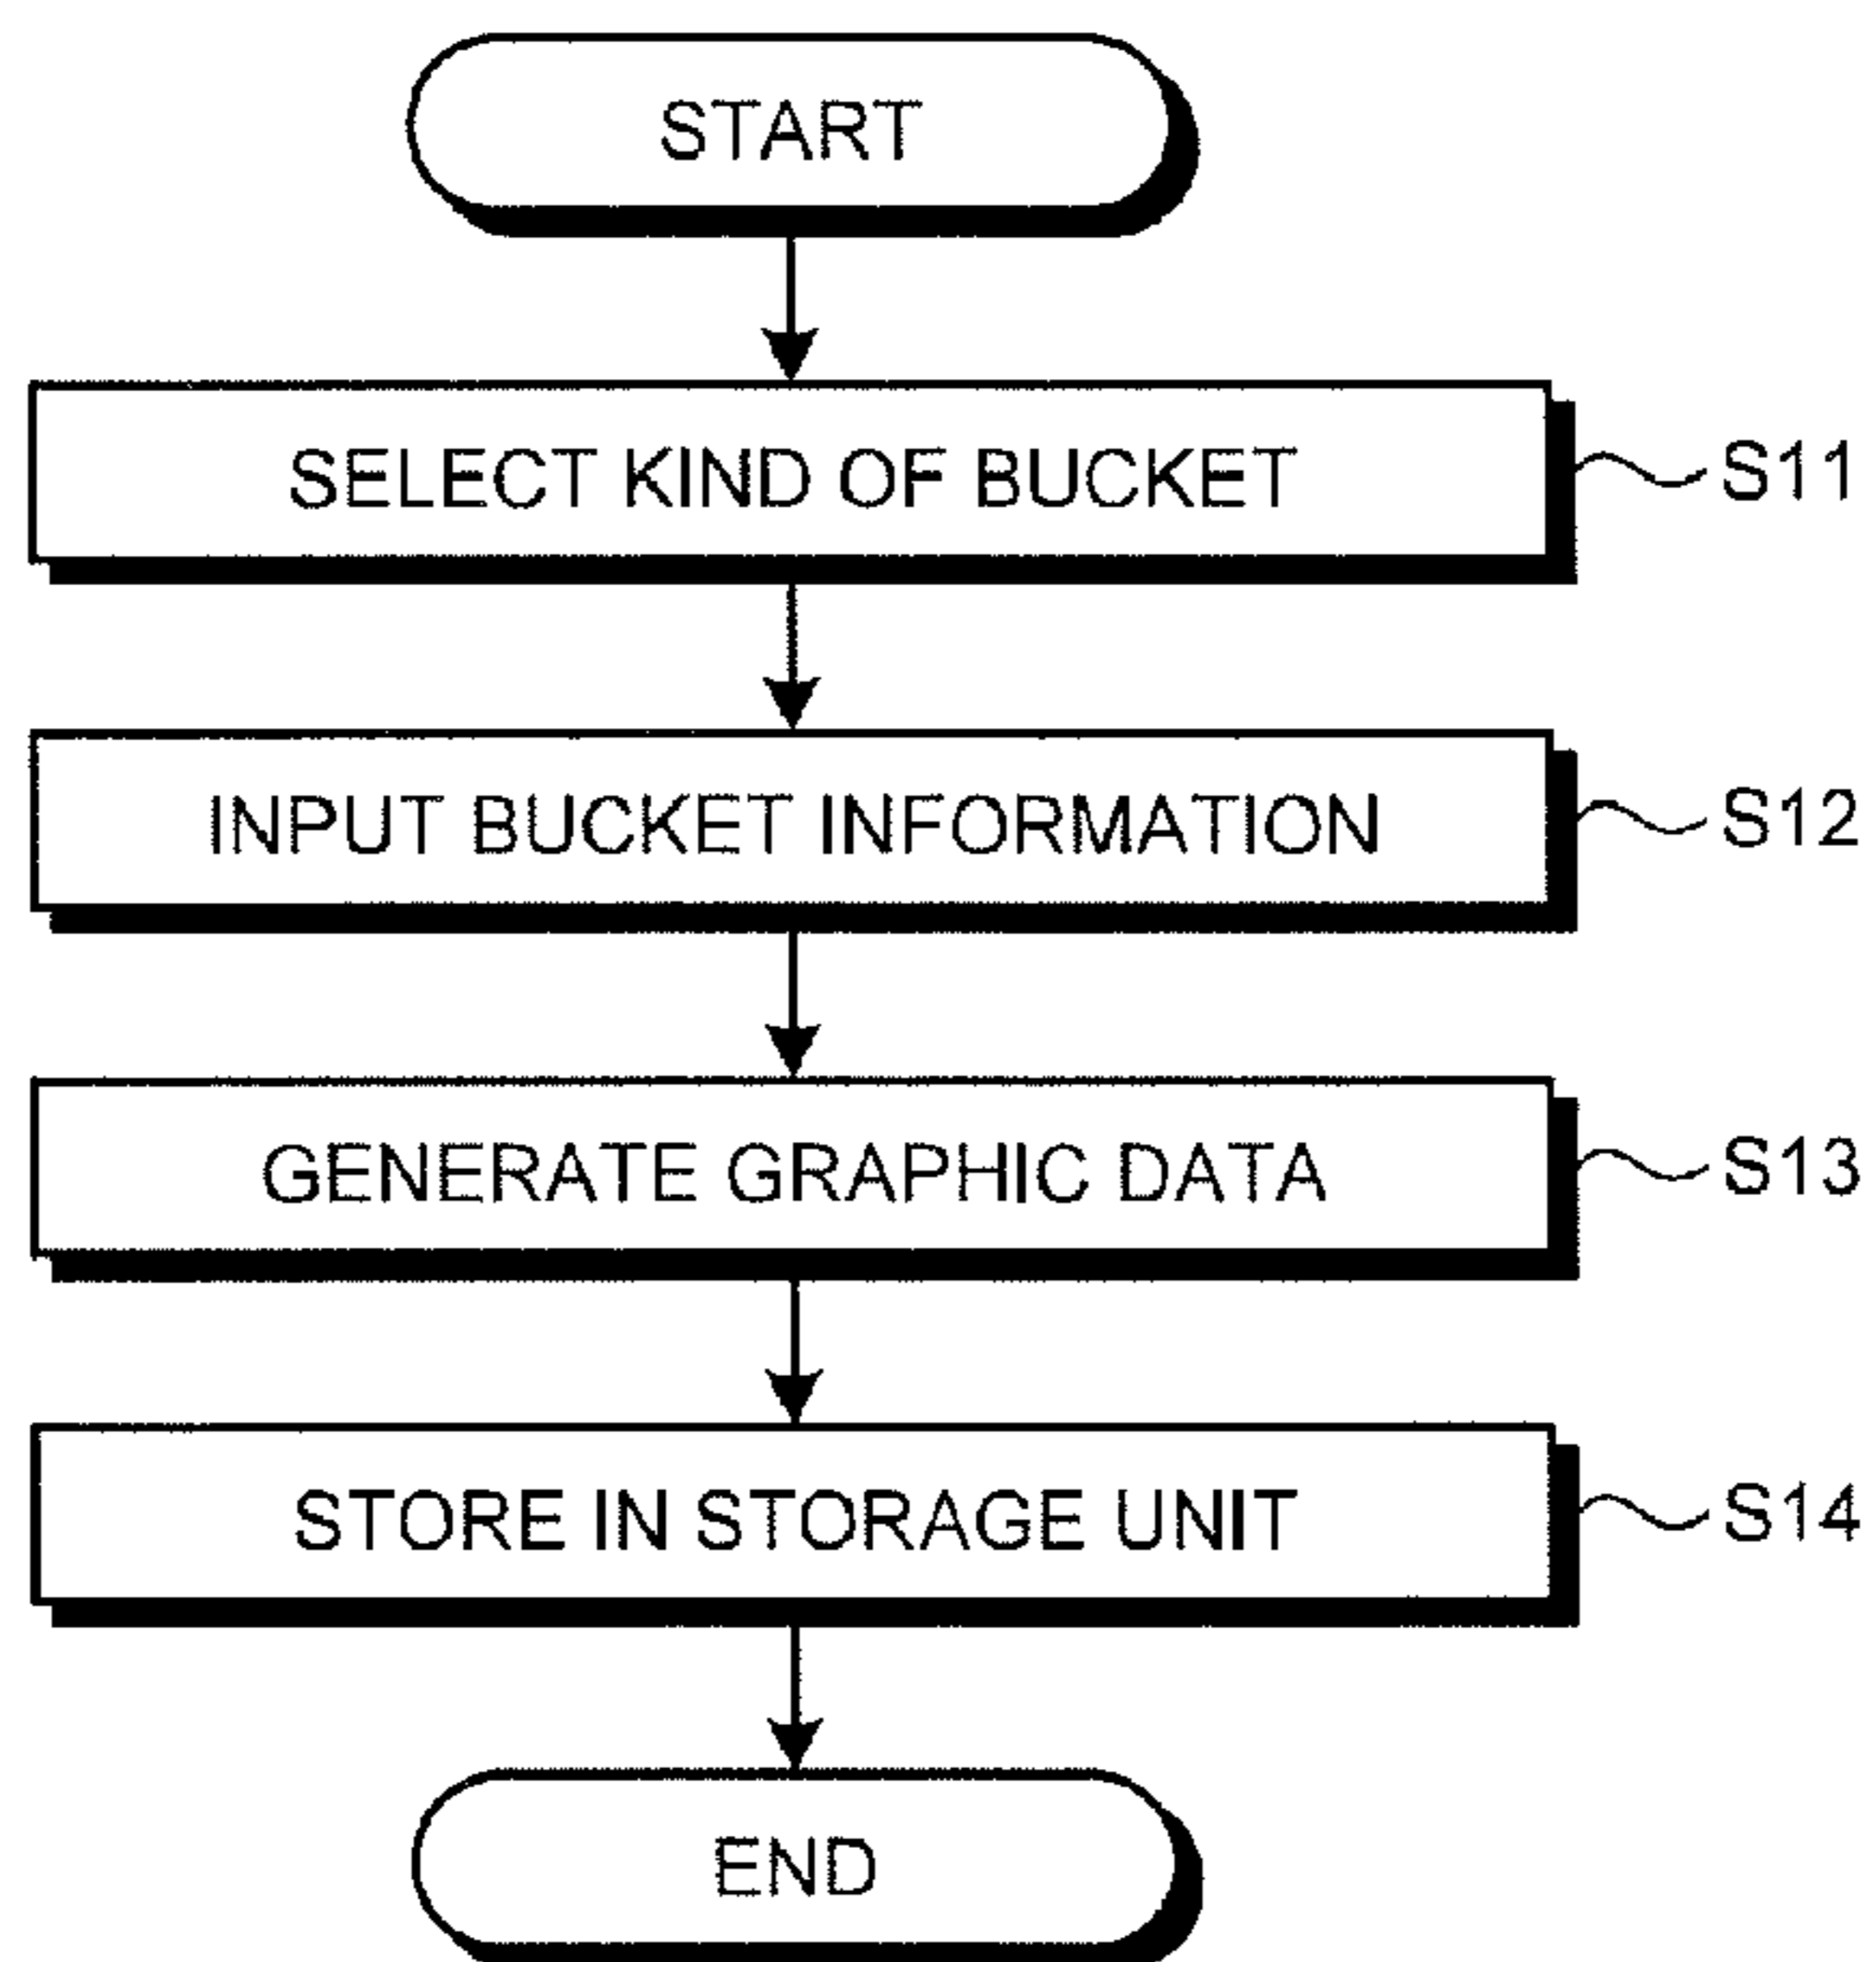 START
SELECT KIND OF BUCKET S11
INPUT BUCKET INFORMATION S12
GENERATE GRAPHIC DATA S13
STORE IN STORAGE UNIT S14
END